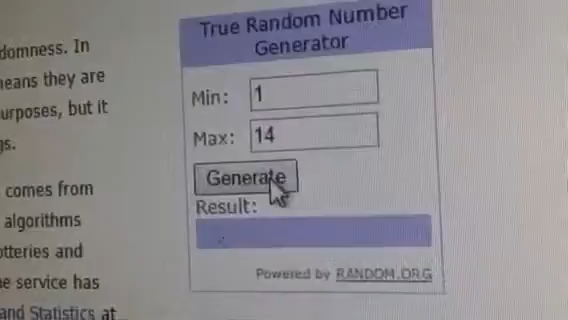 True Random Number
Generator
Min: 1
Max: 14
Generate
Result:
Powered by RANDOM.ORG
domness. In
means they are
urposes, but it
gs.
comes from
algorithms
otteries and
e service has
and Statistics at